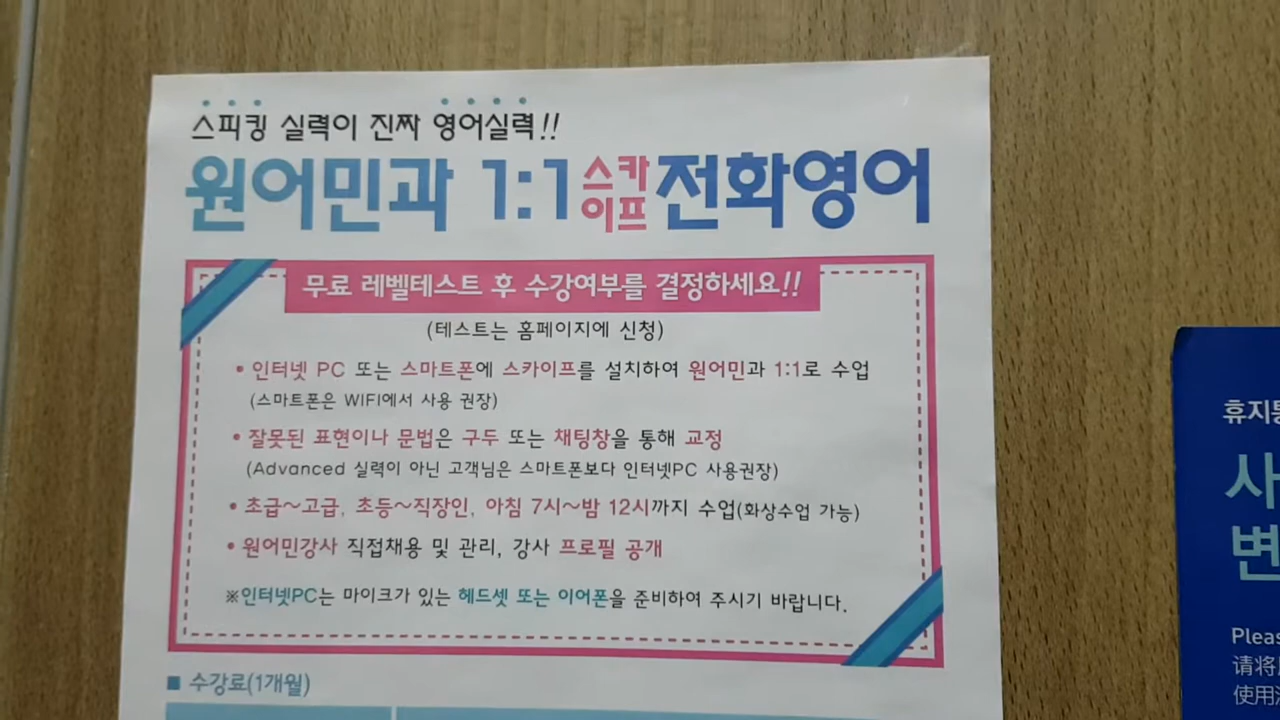 스피킹 실력이 진짜 영어실력!!
원어민과 1:1 스카이프 전화영어
무료 레벨테스트 후 수강여부를 결정하세요!!
(테스트는 홈페이지에 신청)
• 인터넷 PC 또는 스마트폰에 스카이프를 설치하여 원어민과 1:1로 수업
(스마트폰은 WIFI에서 사용 권장)
• 잘못된 표현이나 문법은 구두 또는 채팅창을 통해 교정
(Advanced 실력이 아닌 고객님은 스마트폰보다 인터넷PC 사용권장)
• 초급~고급, 초등~직장인, 아침 7시~밤 12시까지 수업(화상수업 가능)
• 원어민강사 직접채용 및 관리, 강사 프로필 공개
※인터넷PC는 마이크가 있는 헤드셋 또는 이어폰을 준비하여 주시기 바랍니다.
■ 수강료(1개월)
휴지
사
변
Pleas
请将
使用